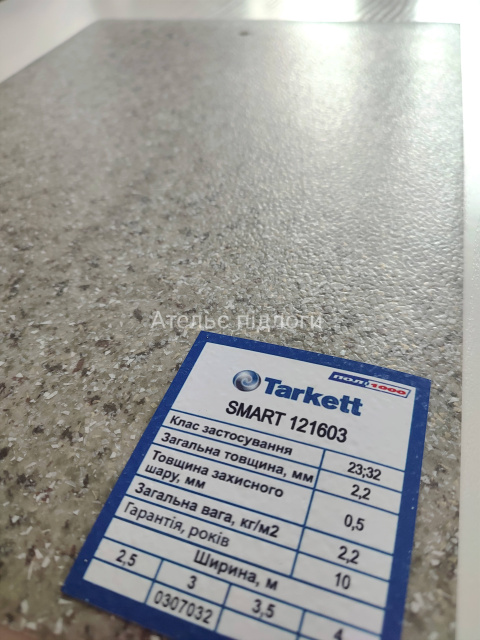 Ательє підлоги
ПОЛ 1000
Tarkett
SMART 121603
Клас застосування 23;32
Загальна товщина, мм 2,2
Товщина захисного
шару, мм 0,5
Загальна вага, кг/м2 2,2
Гарантія, років 10
Ширина, м
2,5 3 3,5 4
0307032